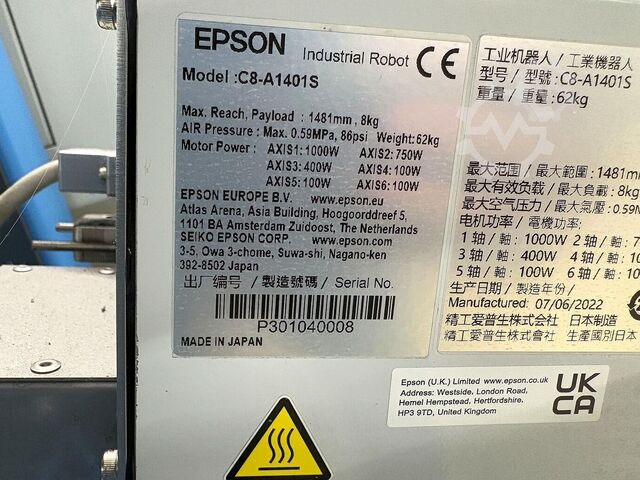 EPSON Industrial Robot CE
Model :C8-A1401S
Max. Reach, Payload : 1481mm , 8kg
AIR Pressure : Max. 0.59MPa, 86psi Weight:62kg
Motor Power : AXIS1: 1000W AXIS2: 750W
AXIS3: 400W AXIS4: 100W
AXIS5: 100W AXIS6: 100W
EPSON EUROPE B.V. www.epson.eu
Atlas Arena, Asia Building, Hoogoorddreef 5,
1101 BA Amsterdam Zuidoost, The Netherlands
SEIKO EPSON CORP. www.epson.com
3-5, Owa 3-chome, Suwa-shi, Nagano-ken
392-8502 Japan
出厂编号 / 製造號碼 / Serial No.
P301040008
MADE IN JAPAN
工业机器人 / 工業機器人
型号 / 型號 : C8-A1401S
重量 / 重量 : 62kg
最大范围 / 最大範圍 : 1481m
最大有效负载 / 最大負載 : 8kg
最大空气压力 / 最大氣壓 : 0.59M
电机功率 / 電機功率 :
1 轴 / 軸 : 1000W 2 轴 / 軸 : 7
3 轴 / 軸 : 400W 4 轴 / 軸 : 10
5 轴 / 軸 : 100W 6 轴 / 軸 : 10
生产日期 / 製造年份 /
Manufactured: 07/06/2022
精工爱普生株式会社 日本制造
精工愛普生株式會社 生產國別日本
Epson (U.K.) Limited www.epson.co.uk
Address: Westside, London Road,
Hemel Hempstead, Hertfordshire,
HP3 9TD, United Kingdom
UK
CA